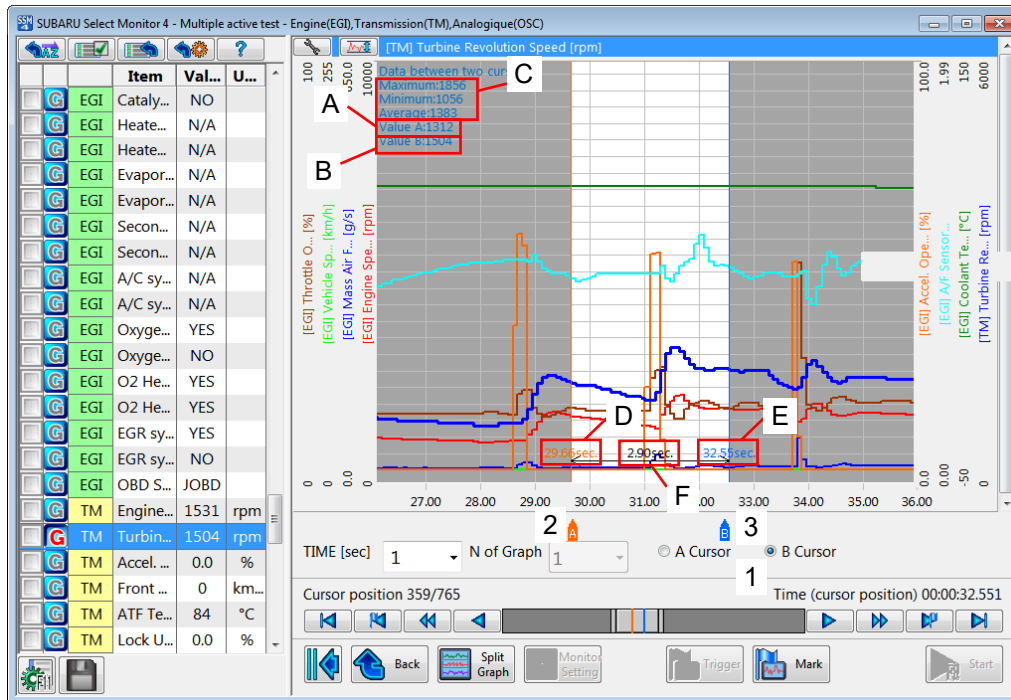 SUBARU Select Monitor 4 - Multiple active test - Engine(EGI),Transmission(TM),Analogique(OSC)
AZ
?
Item Val... U...
G EGI Cataly... NO
G EGI Heate... N/A
G EGI Heate... N/A
G EGI Evapor... N/A
G EGI Evapor... N/A
G EGI Secon... N/A
G EGI Secon... N/A
G EGI A/C sy... N/A
G EGI A/C sy... N/A
G EGI Oxyge... YES
G EGI Oxyge... NO
G EGI O2 He... YES
G EGI O2 He... YES
G EGI EGR sy... YES
G EGI EGR sy... NO
G EGI OBD S... JOBD
G TM Engine... 1531 rpm
G TM Turbin... 1504 rpm
G TM Accel. ... 0.0 %
G TM Front ... 0 km...
G TM ATF Te... 84 °C
G TM Lock U... 0.0 %
[TM] Turbine Revolution Speed [rpm]
Data between two cur
Maximum:1856
Minimum:1056
Average:1383
Value A:1312
Value B:1504
A
B
C
100
255
10000
[EGI] Throttle O... [%]
[EGI] Vehicle Sp... [km/h]
[EGI] Mass Air F... [g/s]
[EGI] Engine Spe... [rpm]
0.0
0
0.0
0
100.0
1.99
150
6000
[EGI] Accel. Ope... [%]
[EGI] A/F Sensor...
[EGI] Coolant Te... [°C]
[TM] Turbine Re... [rpm]
0.0
0.00
-50
0
D
E
29.66sec.
2.90sec.
32.55sec.
F
27.00 28.00 29.00 30.00 31.00 32.00 33.00 34.00 35.00 36.00
2 A B 3
TIME [sec] 1 N of Graph 1 A Cursor B Cursor
1
Cursor position 359/765 Time (cursor position) 00:00:32.551
Back
Split Graph
Monitor Setting
Trigger
Mark
Start